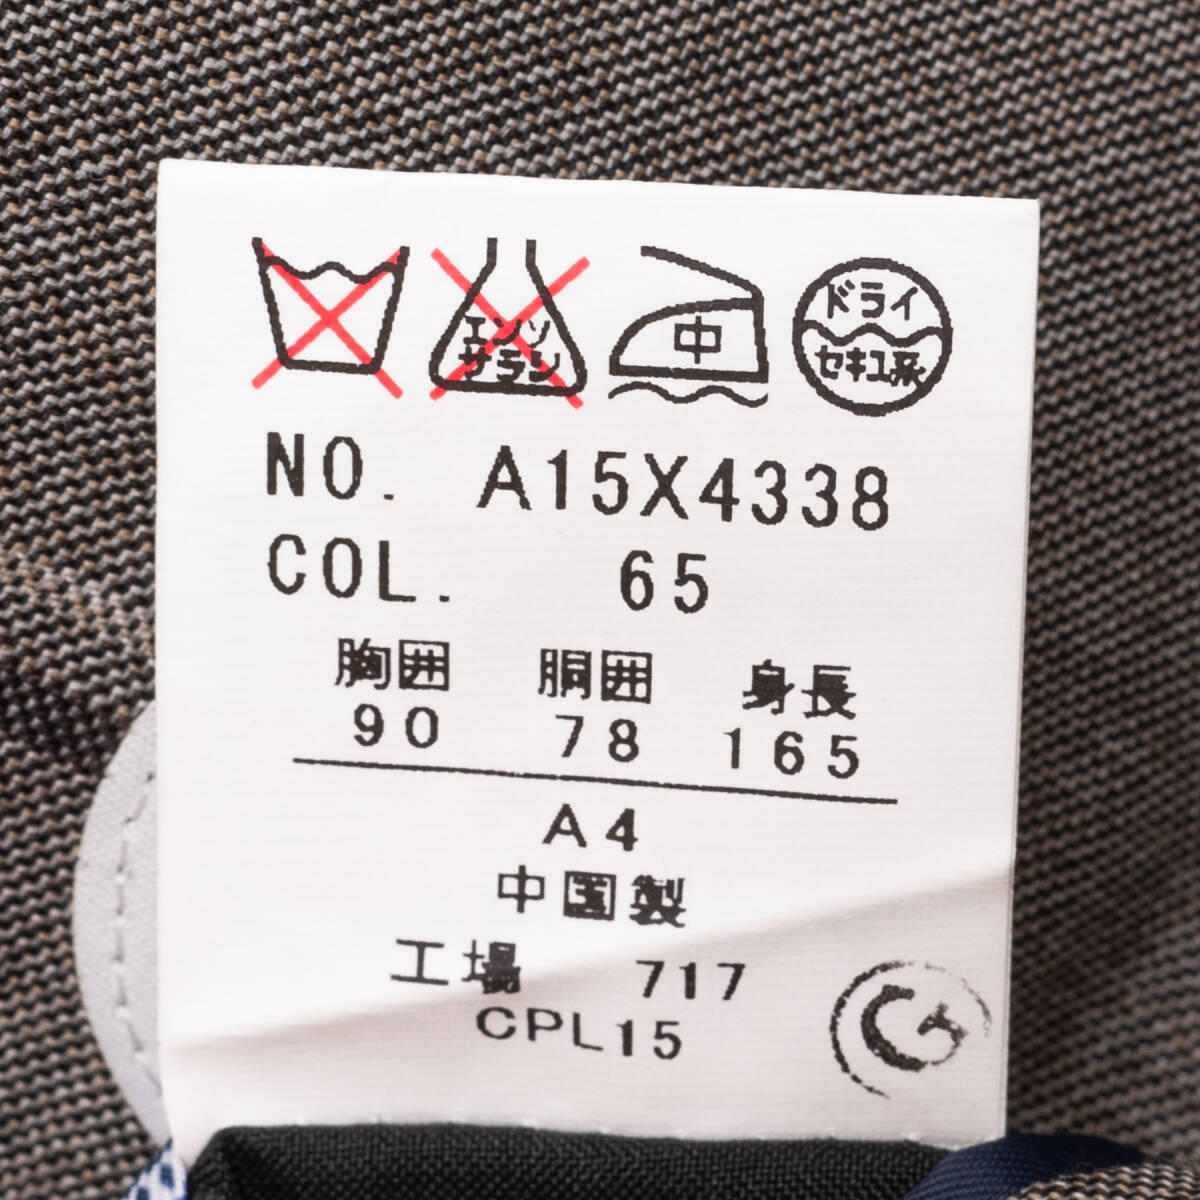 エンソ
サラシ
中
ドライ
セキユ系
NO. A15X4338
COL. 65
胸囲 胴囲 身長
90 78 165
A4
中国製
工場 717
CPL15